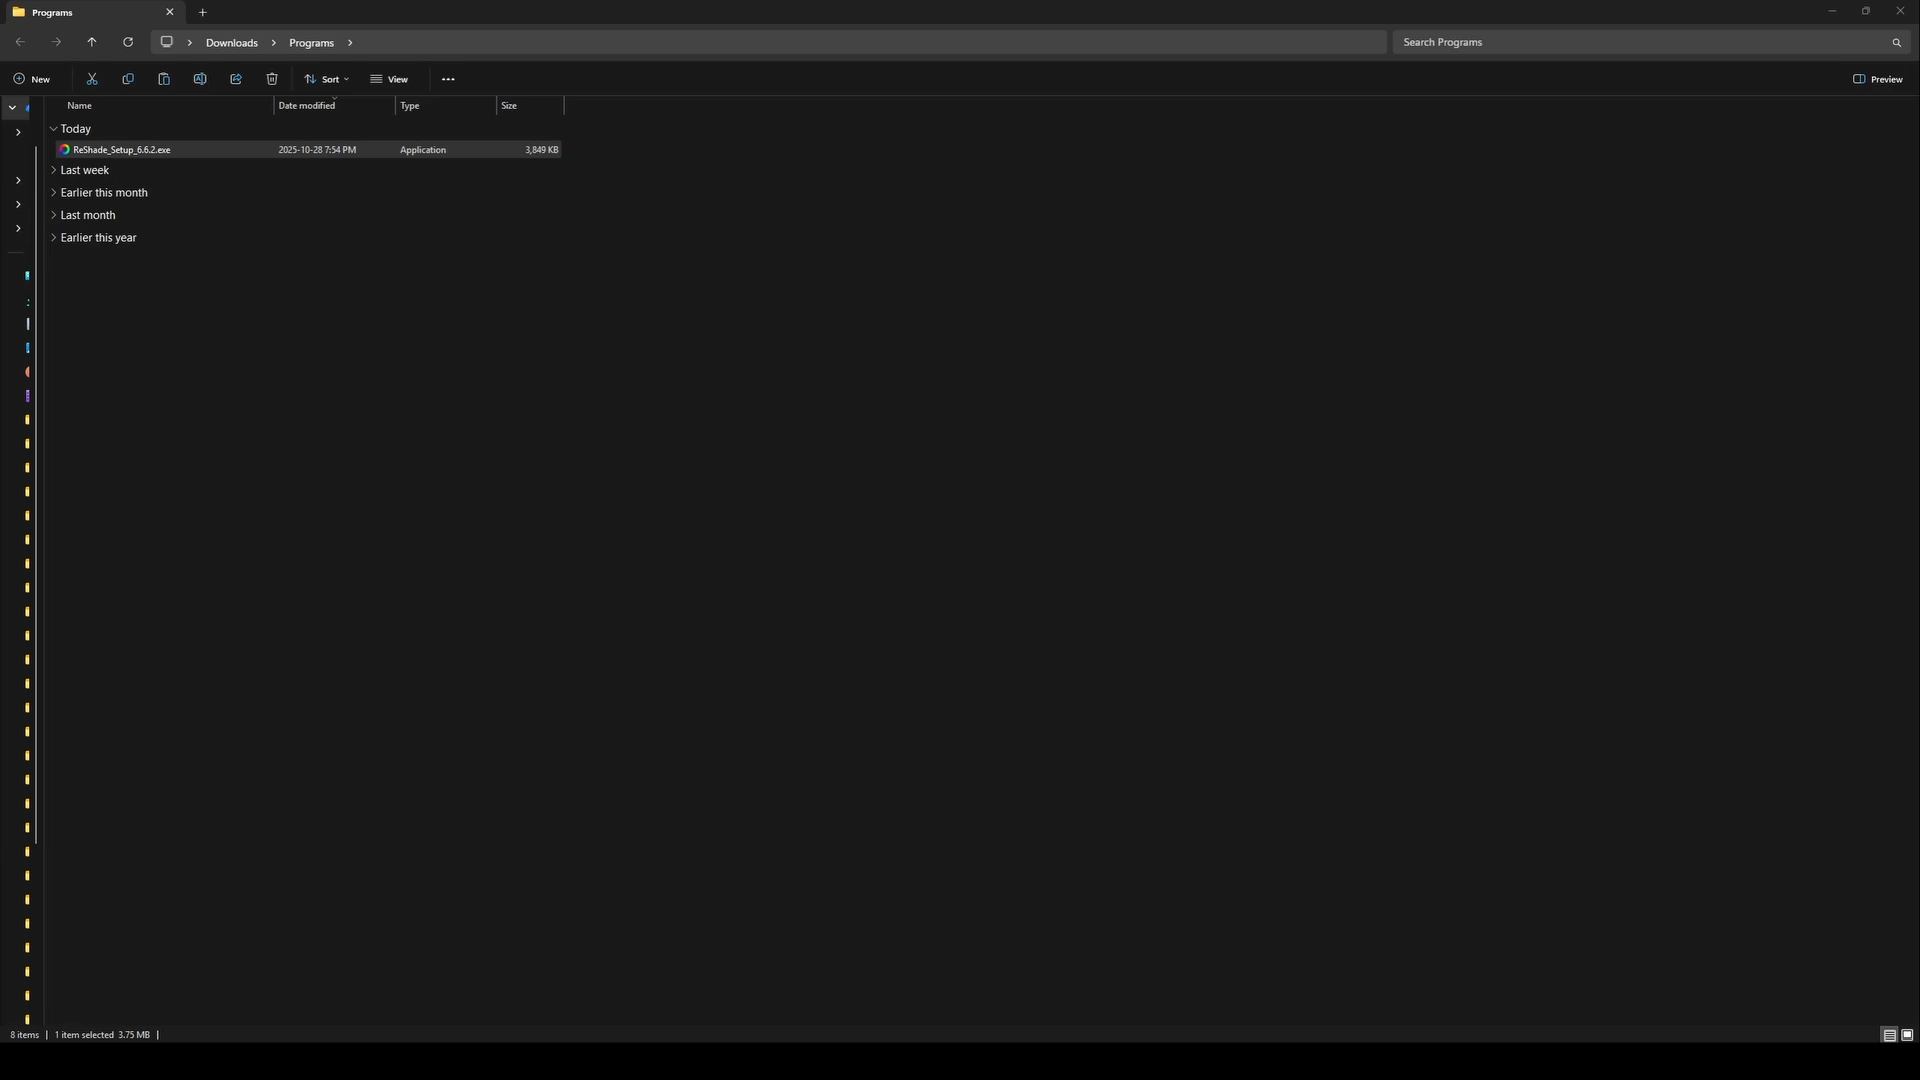 Programs
Downloads Programs
Search Programs
New Sort View Preview
Name Date modified Type Size
Today
ReShade_Setup_6.6.2.exe 2025-10-28 7:54 PM Application 3,849 KB
Last week
Earlier this month
Last month
Earlier this year
8 items 1 item selected 3.75 MB